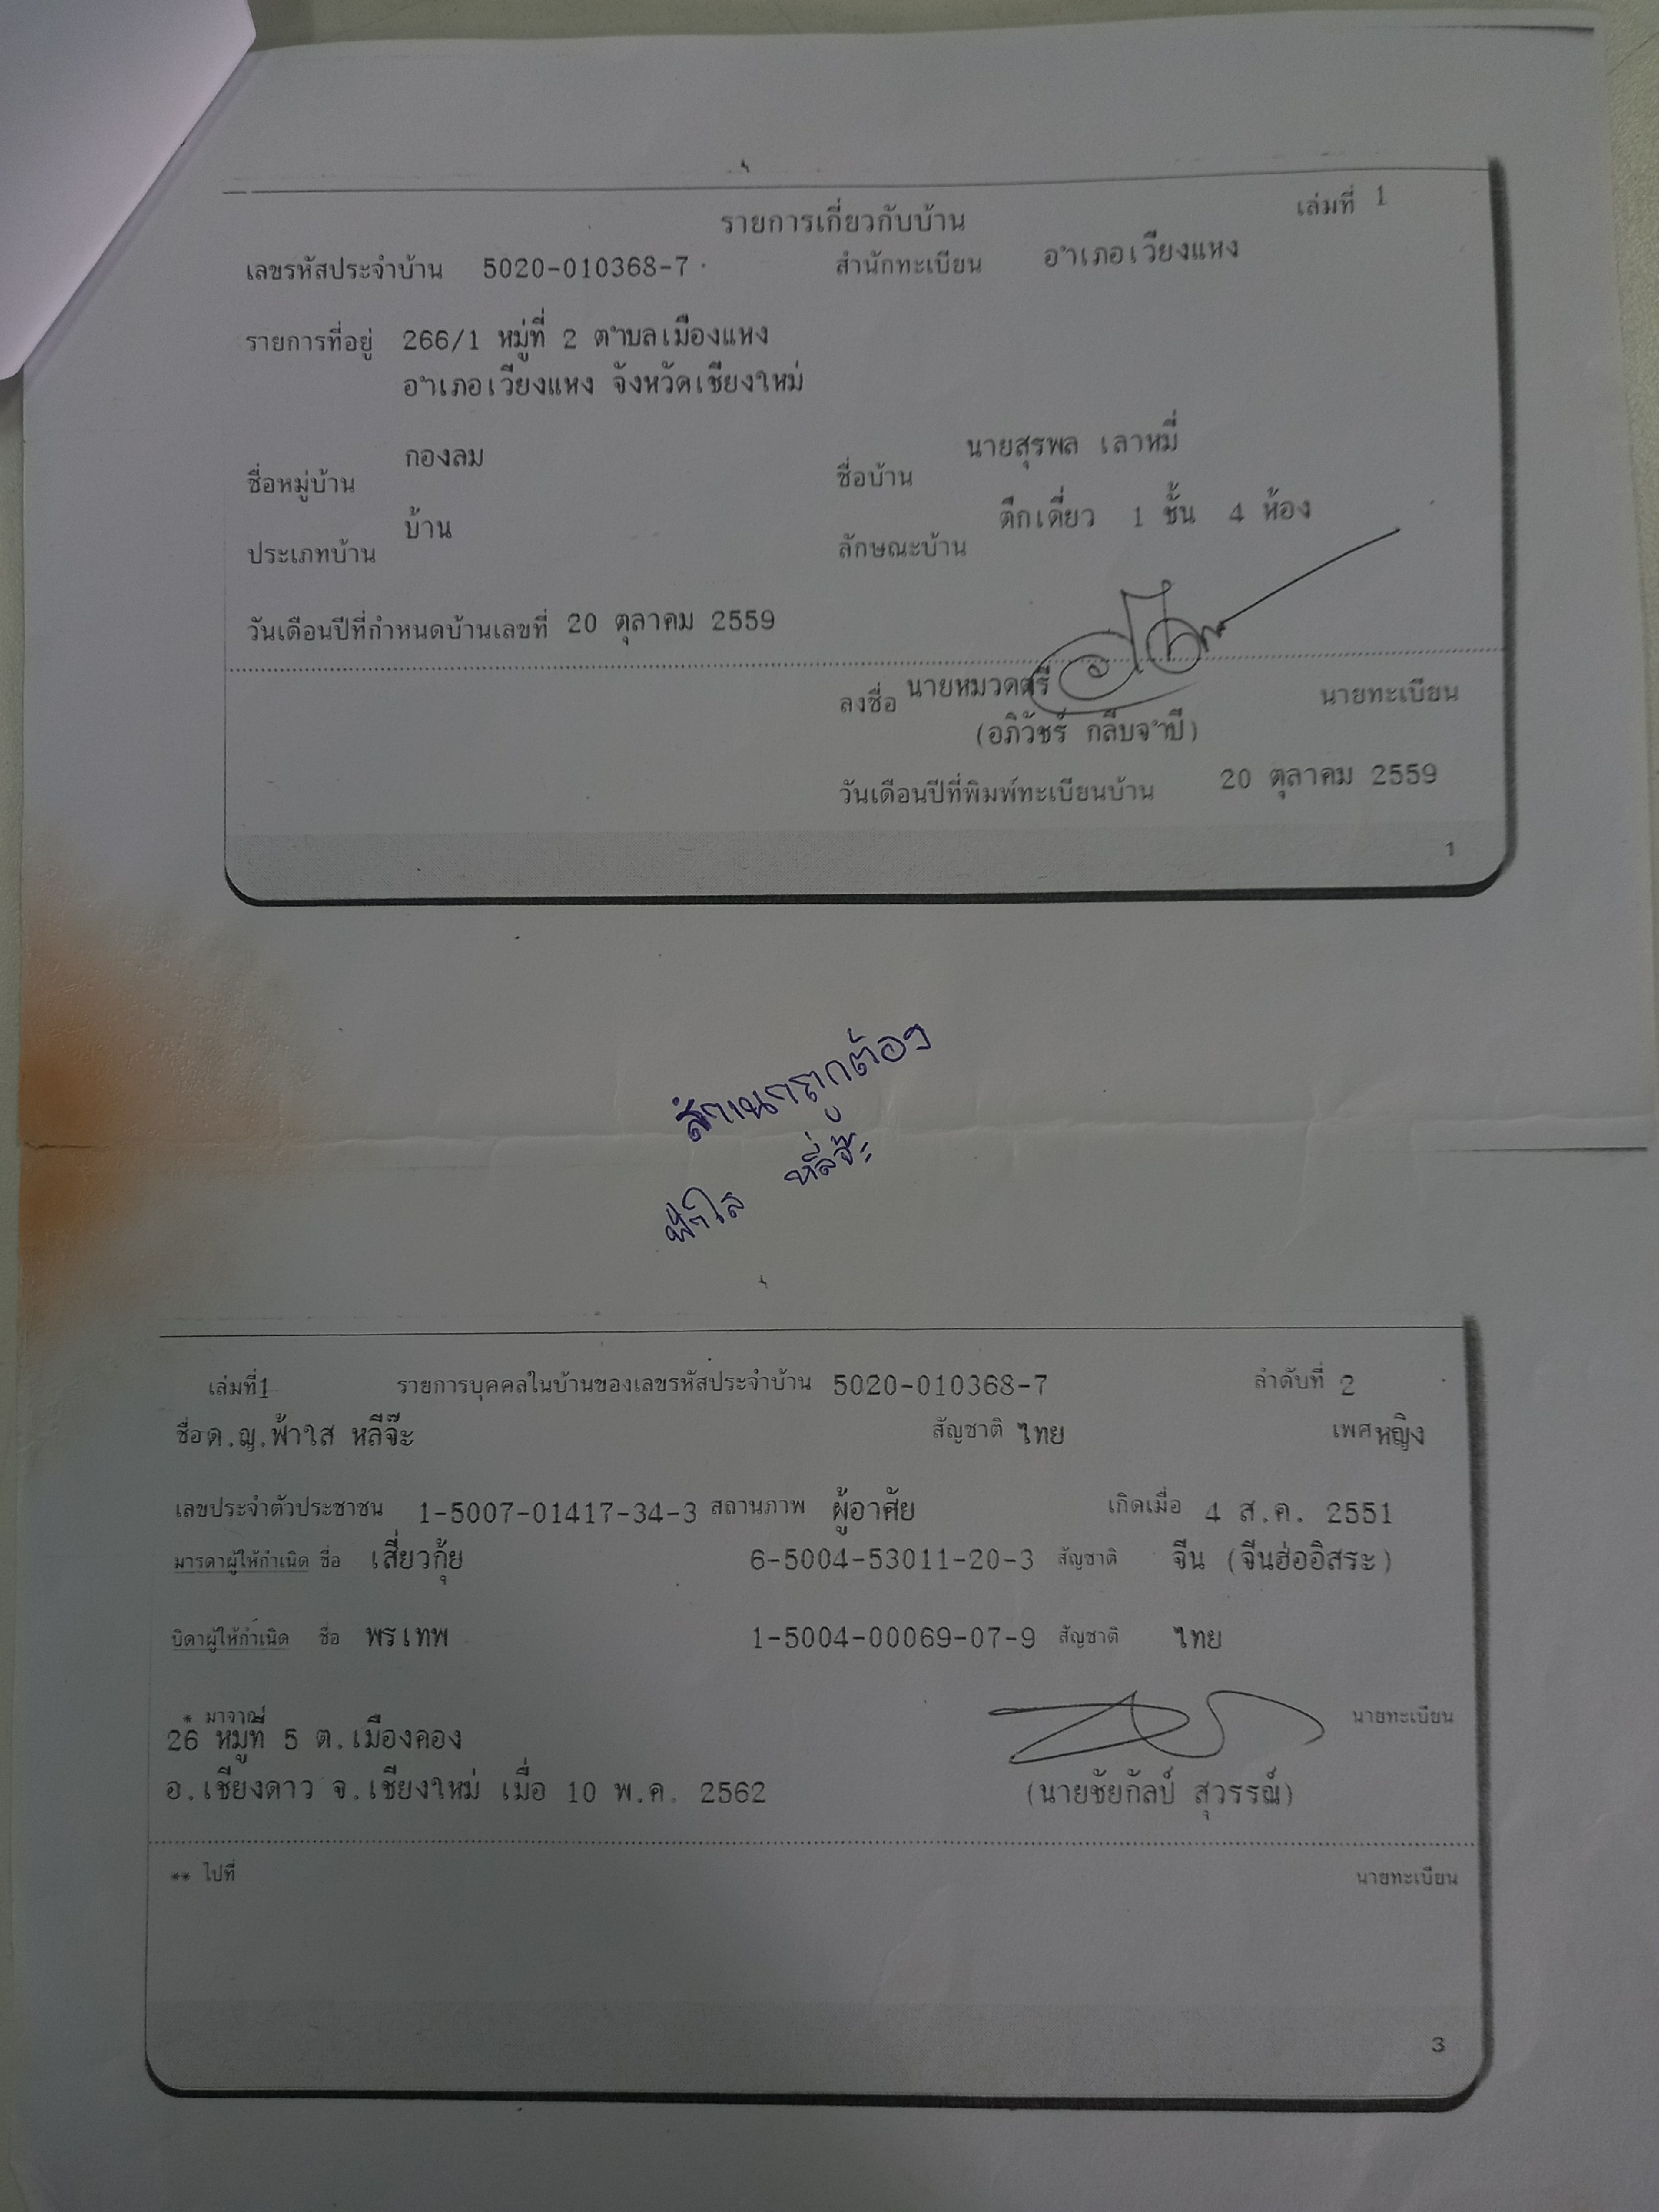 เล่มที่ 1
รายการเกี่ยวกับบ้าน
เลขรหัสประจำบ้าน 5020-010368-7 สำนักทะเบียน อำเภอเวียงแหง
รายการที่อยู่ 266/1 หมู่ที่ 2 ตำบลเมืองแหง
อำเภอเวียงแหง จังหวัดเชียงใหม่
ชื่อหมู่บ้าน กองลม ชื่อบ้าน นายสุรพล เลาหมี่
ประเภทบ้าน บ้าน ลักษณะบ้าน ตึกเดี่ยว 1 ชั้น 4 ห้อง
วันเดือนปีที่กำหนดบ้านเลขที่ 20 ตุลาคม 2559
ลงชื่อ นายหมวดตรี นายทะเบียน
(อภิวัชร์ กลีบจำปี)
วันเดือนปีที่พิมพ์ทะเบียนบ้าน 20 ตุลาคม 2559
1
สำเนาถูกต้อง
ฟ้าใส หลีจ๊ะ
เล่มที่ 1 รายการบุคคลในบ้านของเลขรหัสประจำบ้าน 5020-010368-7 ลำดับที่ 2
ชื่อ ด.ญ.ฟ้าใส หลีจ๊ะ สัญชาติ ไทย เพศ หญิง
เลขประจำตัวประชาชน 1-5007-01417-34-3 สถานภาพ ผู้อาศัย เกิดเมื่อ 4 ส.ค. 2551
มารดาผู้ให้กำเนิด ชื่อ เสี่ยวกุ้ย 6-5004-53011-20-3 สัญชาติ จีน (จีนฮ่ออิสระ)
บิดาผู้ให้กำเนิด ชื่อ พรเทพ 1-5004-00069-07-9 สัญชาติ ไทย
* มาจาก นายทะเบียน
26 หมู่ที่ 5 ต.เมืองคอง
อ.เชียงดาว จ.เชียงใหม่ เมื่อ 10 พ.ค. 2562 (นายชัยกัลป์ สุวรรณ์)
** ไปที่ นายทะเบียน
3